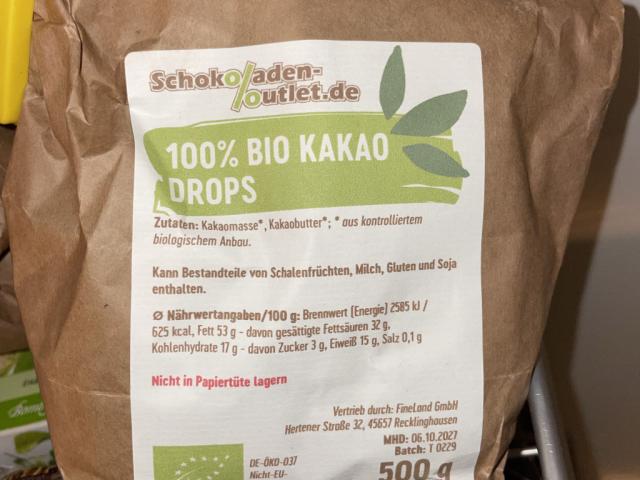 Schokoladen-
outlet.de
100% BIO KAKAO
DROPS
Zutaten: Kakaomasse*, Kakaobutter*; * aus kontrolliertem
biologischem Anbau.
Kann Bestandteile von Schalenfrüchten, Milch, Gluten und Soja
enthalten.
Ø Nährwertangaben/100 g: Brennwert (Energie) 2585 kJ /
625 kcal, Fett 53 g - davon gesättigte Fettsäuren 32 g,
Kohlenhydrate 17 g - davon Zucker 3 g, Eiweiß 15 g, Salz 0,1 g
Nicht in Papiertüte lagern
Vertrieb durch: FineLand GmbH
Hertener Straße 32, 45657 Recklinghausen
MHD: 06.10.2027
Batch: T 0229
500 g
DE-ÖKO-037
Nicht-EU-